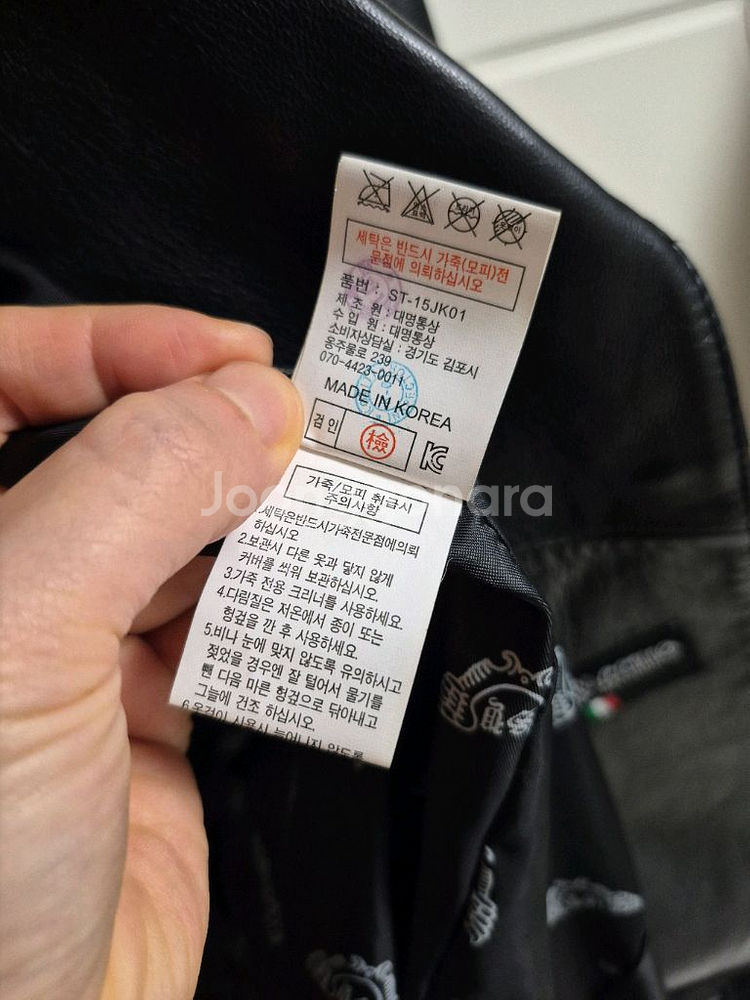 세탁은 반드시 가죽(모피)전
문점에 의뢰하십시오
품번 : ST-15JK01
제 조 원 : 대명통상
수 입 원 : 대명통상
소비자상담실 : 경기도 김포시
옹주물로 239
070-4423-0011
MADE IN KOREA
검인
檢
가죽/모피 취급시
주의사항
1.세탁은반드시가죽전문점에의뢰
하십시오
2.보관시 다른 옷과 닿지 않게
커버를 씌워 보관하십시오.
3.가죽 전용 크리너를 사용하세요.
4.다림질은 저온에서 종이 또는
헝겊을 깐 후 사용하세요.
5.비나 눈에 맞지 않도록 유의하시고
젖었을 경우엔 잘 털어서 물기를
뺀 다음 마른 헝겊으로 닦아내고
그늘에 건조 하십시오.